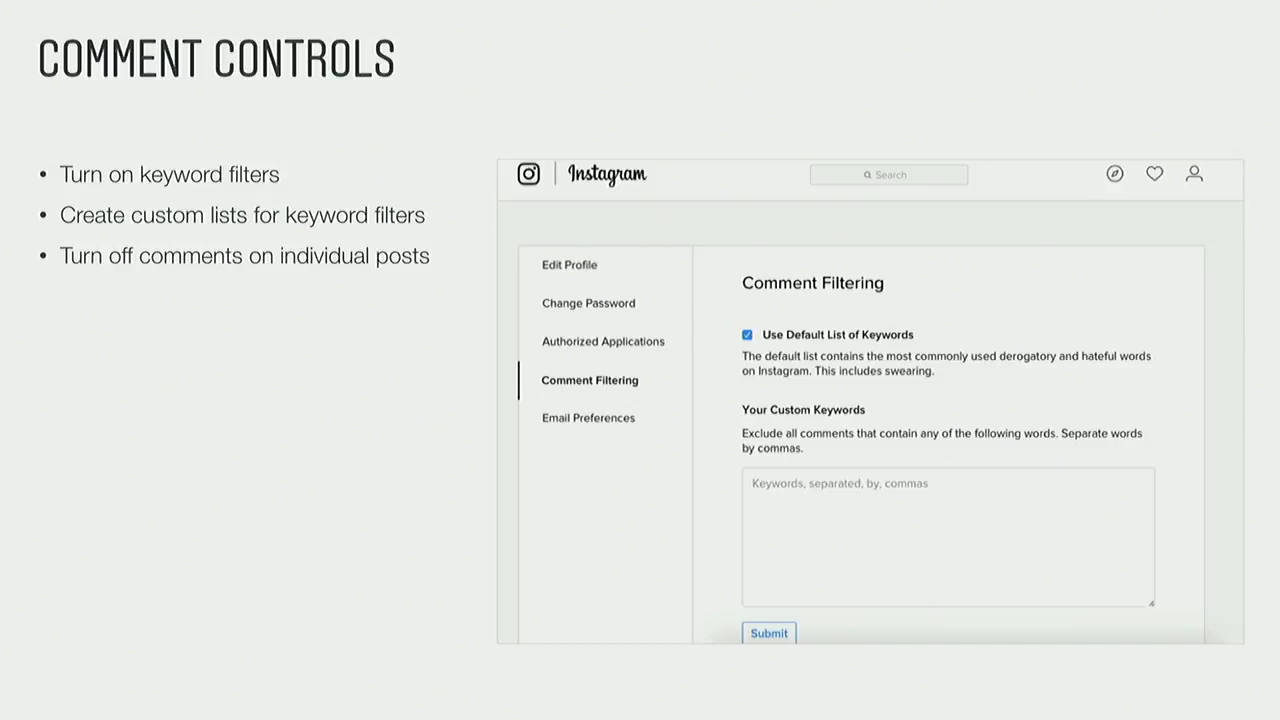 COMMENT CONTROLS
• Turn on keyword filters
• Create custom lists for keyword filters
• Turn off comments on individual posts
Instagram
Search
Edit Profile
Change Password
Authorized Applications
Comment Filtering
Email Preferences
Comment Filtering
Use Default List of Keywords
The default list contains the most commonly used derogatory and hateful words
on Instagram. This includes swearing.
Your Custom Keywords
Exclude all comments that contain any of the following words. Separate words
by commas.
Keywords, separated, by, commas
Submit